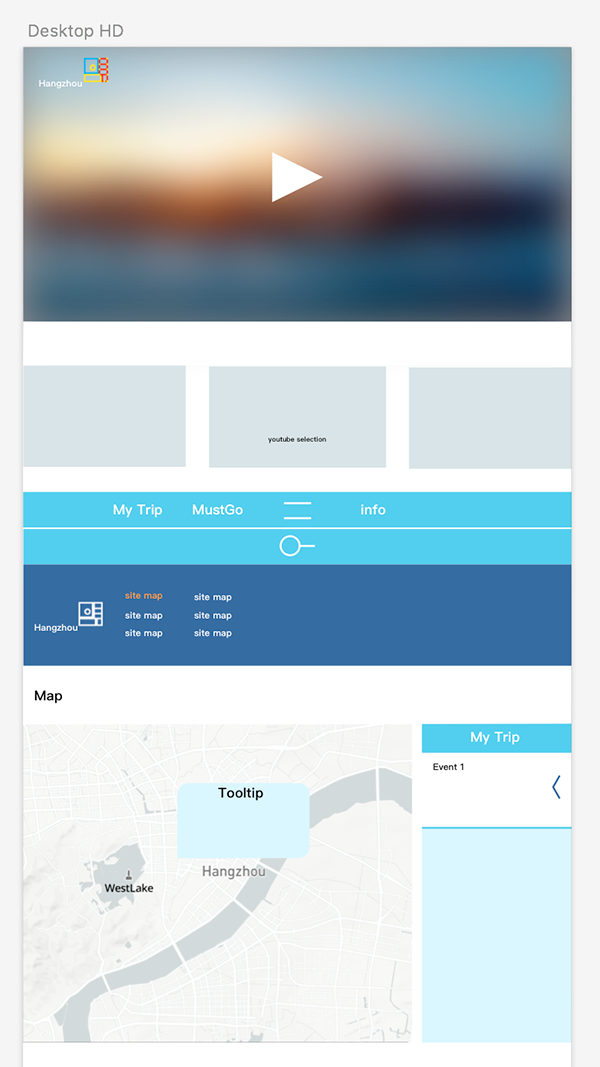 Desktop HD
Hangzhou
youtube selection
My Trip MustGo info
site map site map
Hangzhou
site map site map
site map site map
Map
My Trip
Event 1
Tooltip
Hangzhou
WestLake